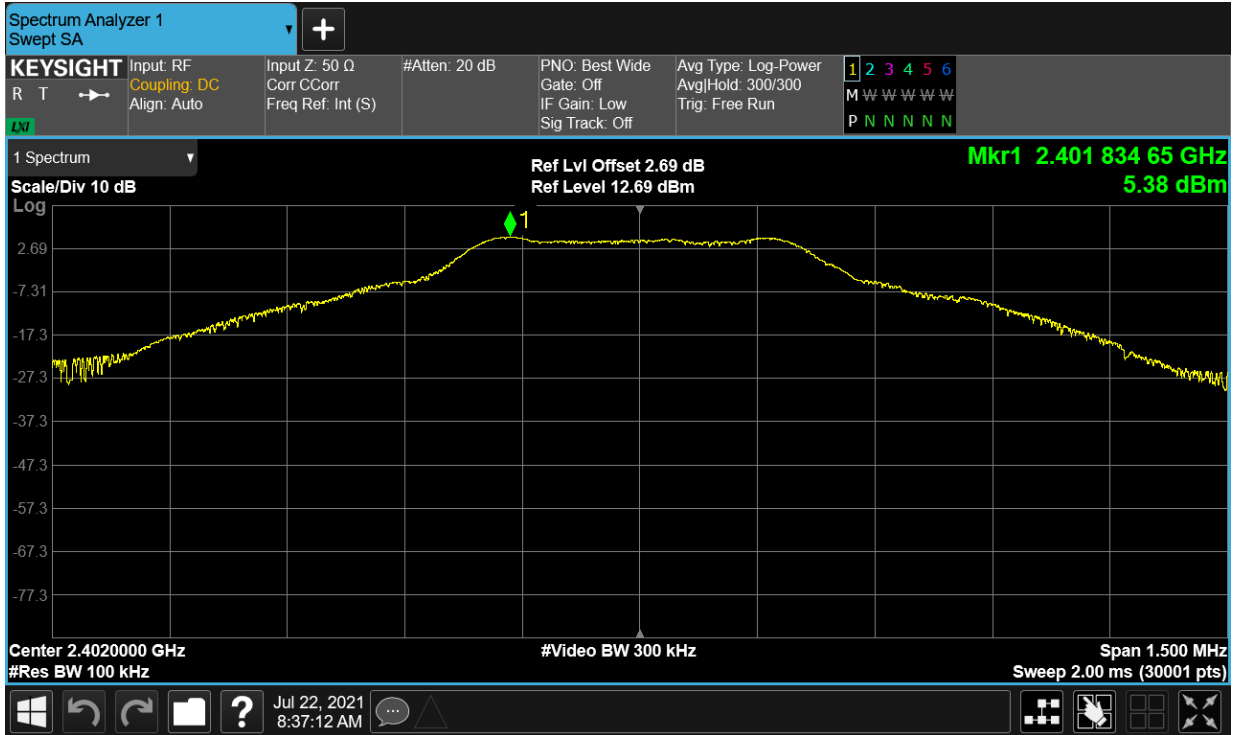 Spectrum Analyzer 1
Swept SA
KEYSIGHT
R T
LXI
Input: RF
Coupling: DC
Align: Auto
Input Z: 50 Ω
Corr CCorr
Freq Ref: Int (S)
#Atten: 20 dB
PNO: Best Wide
Gate: Off
IF Gain: Low
Sig Track: Off
Avg Type: Log-Power
Avg|Hold: 300/300
Trig: Free Run
1 2 3 4 5 6
M W W W W W
P N N N N N
1 Spectrum
Ref Lvl Offset 2.69 dB
Mkr1 2.401 834 65 GHz
Scale/Div 10 dB
Ref Level 12.69 dBm
5.38 dBm
Log
1
2.69
-7.31
-17.3
-27.3
-37.3
-47.3
-57.3
-67.3
-77.3
Center 2.4020000 GHz
#Video BW 300 kHz
Span 1.500 MHz
#Res BW 100 kHz
Sweep 2.00 ms (30001 pts)
?
Jul 22, 2021
8:37:12 AM